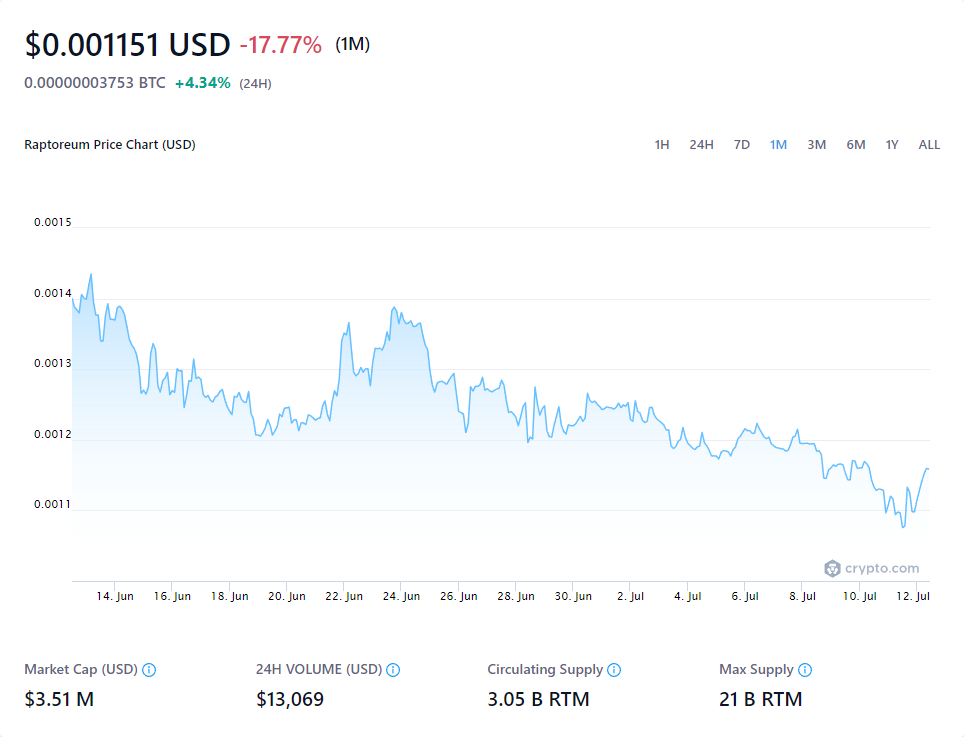 $0.001151 USD -17.77% (1M)
0.00000003753 BTC +4.34% (24H)
Raptoreum Price Chart (USD) 1H 24H 7D 1M 3M 6M 1Y ALL
0.0015
0.0014
0.0013
0.0012
0.0011
crypto.com
14. Jun 16. Jun 18. Jun 20. Jun 22. Jun 24. Jun 26. Jun 28. Jun 30. Jun 2. Jul 4. Jul 6. Jul 8. Jul 10. Jul 12. Jul
Market Cap (USD) 24H VOLUME (USD) Circulating Supply Max Supply
$3.51 M $13,069 3.05 B RTM 21 B RTM